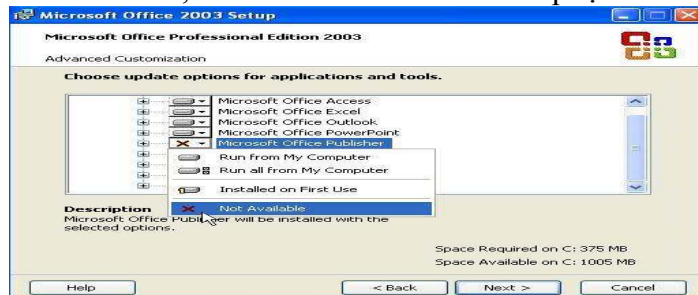 Microsoft Office 2003 Setup
Microsoft Office Professional Edition 2003
Advanced Customization
Choose update options for applications and tools.
Microsoft Office Access
Microsoft Office Excel
Microsoft Office Outlook
Microsoft Office PowerPoint
Microsoft Office Publisher
Run from My Computer
Run all from My Computer
Installed on First Use
Not Available
Description
Microsoft Office Publisher will be installed with the
selected options.
Space Required on C: 375 MB
Space Available on C: 1005 MB
Help
< Back
Next >
Cancel